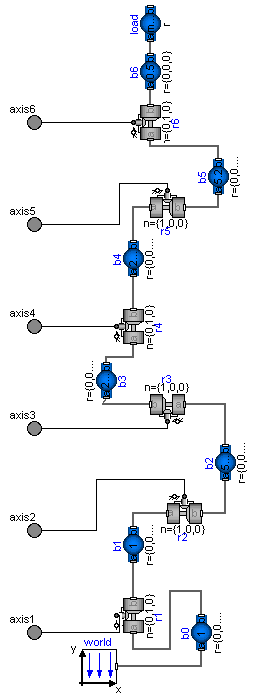 load
r
b6
r={0,0,0}
axis6
n={0,1,0}
r6
b5
r={0,0....
axis5
n={1,0,0}
r5
b4
r={0,0....
axis4
n={0,1,0}
r4
b3
r={0,0....
r3
n={1,0,0}
axis3
b2
r={0,0....
axis2
n={1,0,0}
r2
b1
r={0,0....
axis1
n={0,1,0}
r1
b0
r={0,0....
world
y
x